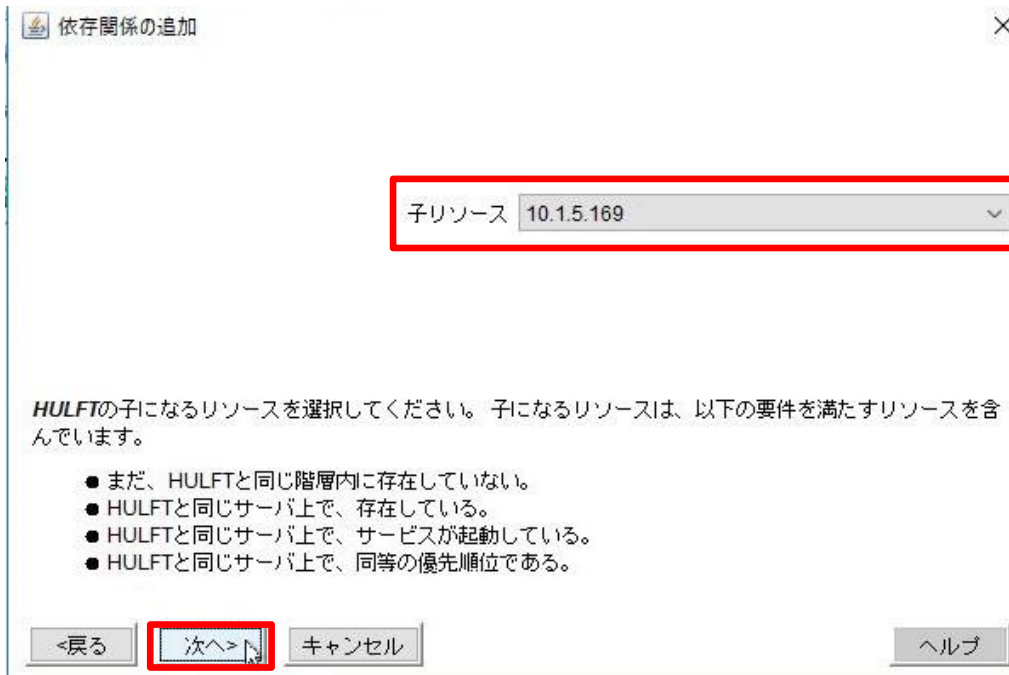 依存関係の追加
子リソース 10.1.5.169
HULFTの子になるリソースを選択してください。 子になるリソースは、以下の要件を満たすリソースを含
んでいます。
● まだ、HULFTと同じ階層内に存在していない。
● HULFTと同じサーバ上で、存在している。
● HULFTと同じサーバ上で、サービスが起動している。
● HULFTと同じサーバ上で、同等の優先順位である。
<戻る 次へ> キャンセル ヘルプ